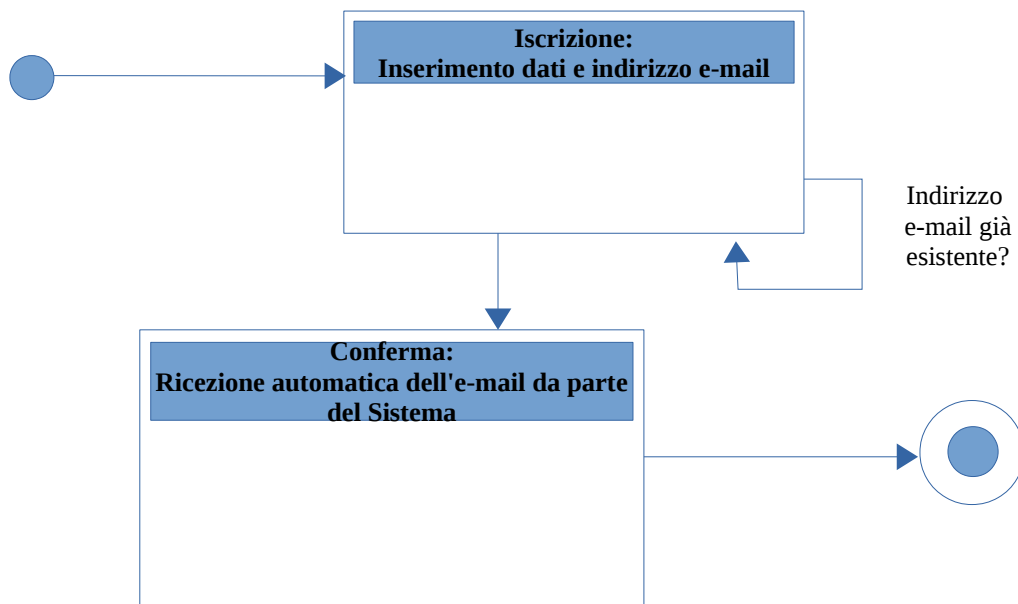 Iscrizione:
Inserimento dati e indirizzo e-mail
Indirizzo
e-mail già
esistente?
Conferma:
Ricezione automatica dell'e-mail da parte
del Sistema